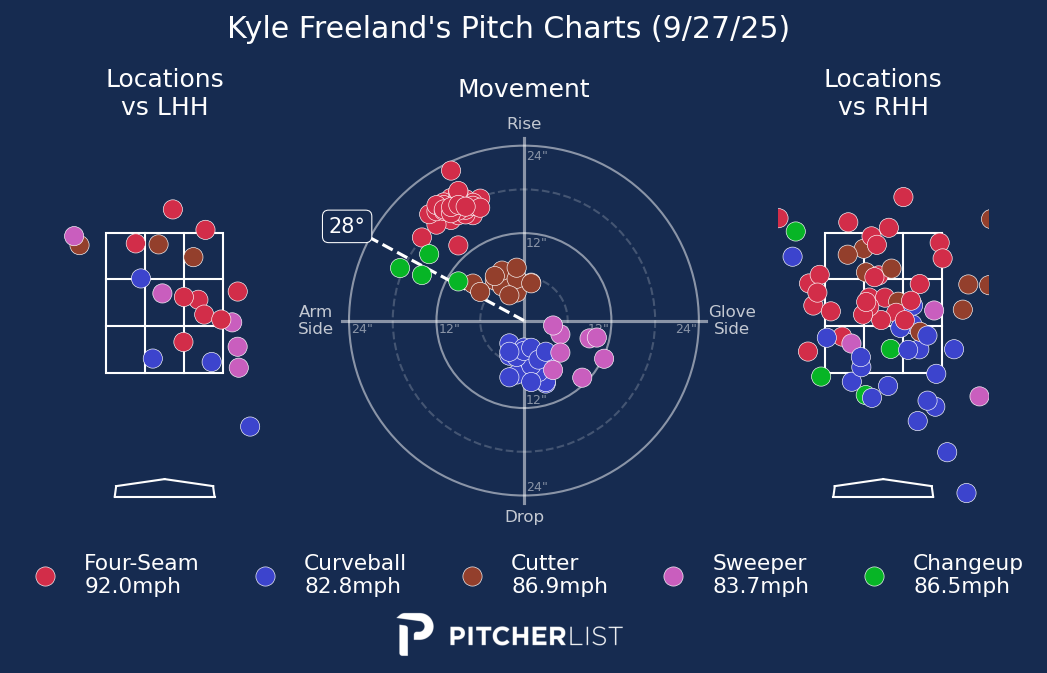 Kyle Freeland's Pitch Charts (9/27/25)
Locations
vs LHH
Movement
Locations
vs RHH
Rise
24"
28°
12"
Arm
Side
24"
12"
12"
24"
Glove
Side
12"
24"
Drop
Four-Seam
92.0mph
Curveball
82.8mph
Cutter
86.9mph
Sweeper
83.7mph
Changeup
86.5mph
PITCHERLIST